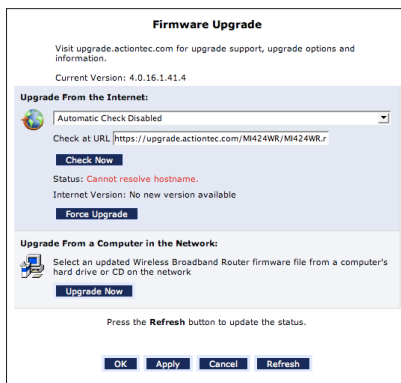 Firmware Upgrade
Visit upgrade.actiontec.com for upgrade support, upgrade options and
information.
Current Version: 4.0.16.1.41.4
Upgrade From the Internet:
Automatic Check Disabled
Check at URL https://upgrade.actiontec.com/MI424WR/MI424WR.r
Check Now
Status: Cannot resolve hostname.
Internet Version: No new version available
Force Upgrade
Upgrade From a Computer in the Network:
Select an updated Wireless Broadband Router firmware file from a computer's
hard drive or CD on the network
Upgrade Now
Press the Refresh button to update the status.
OK Apply Cancel Refresh